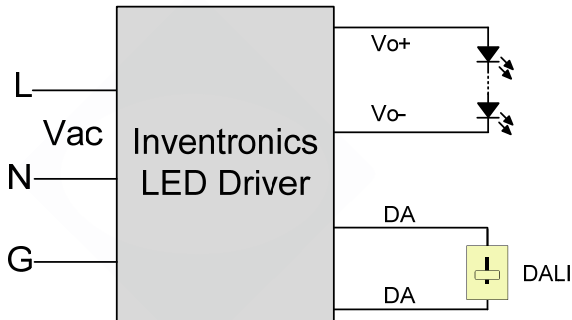 L
Vac
N
G
Inventronics
LED Driver
Vo+
Vo-
DA
DA
DALI